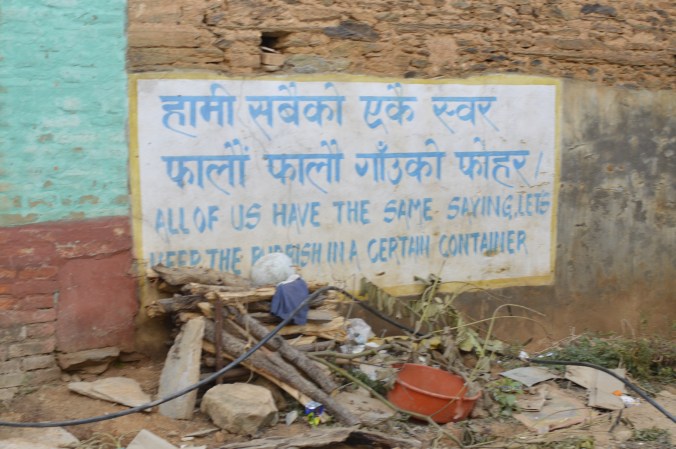 हामी सबैको एकै स्वर
फालौं फालौ गाँउको फोहर।
ALL OF US HAVE THE SAME SAYING, LETS
KEEP THE RUBBISH IN A CERTAIN CONTAINER